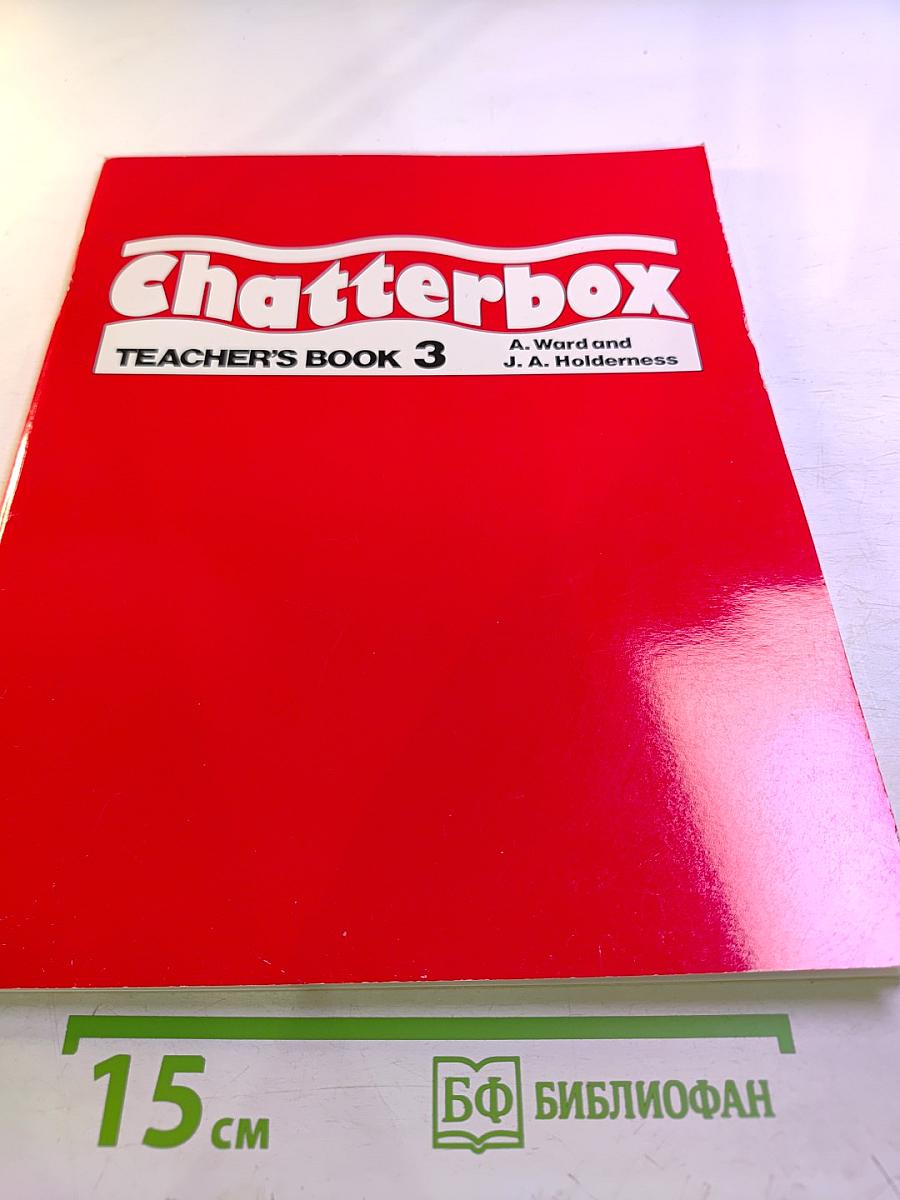 Chatterbox
TEACHER'S BOOK 3
A. Ward and
J. A. Holderness
15 см
БФ БИБЛИОФАН